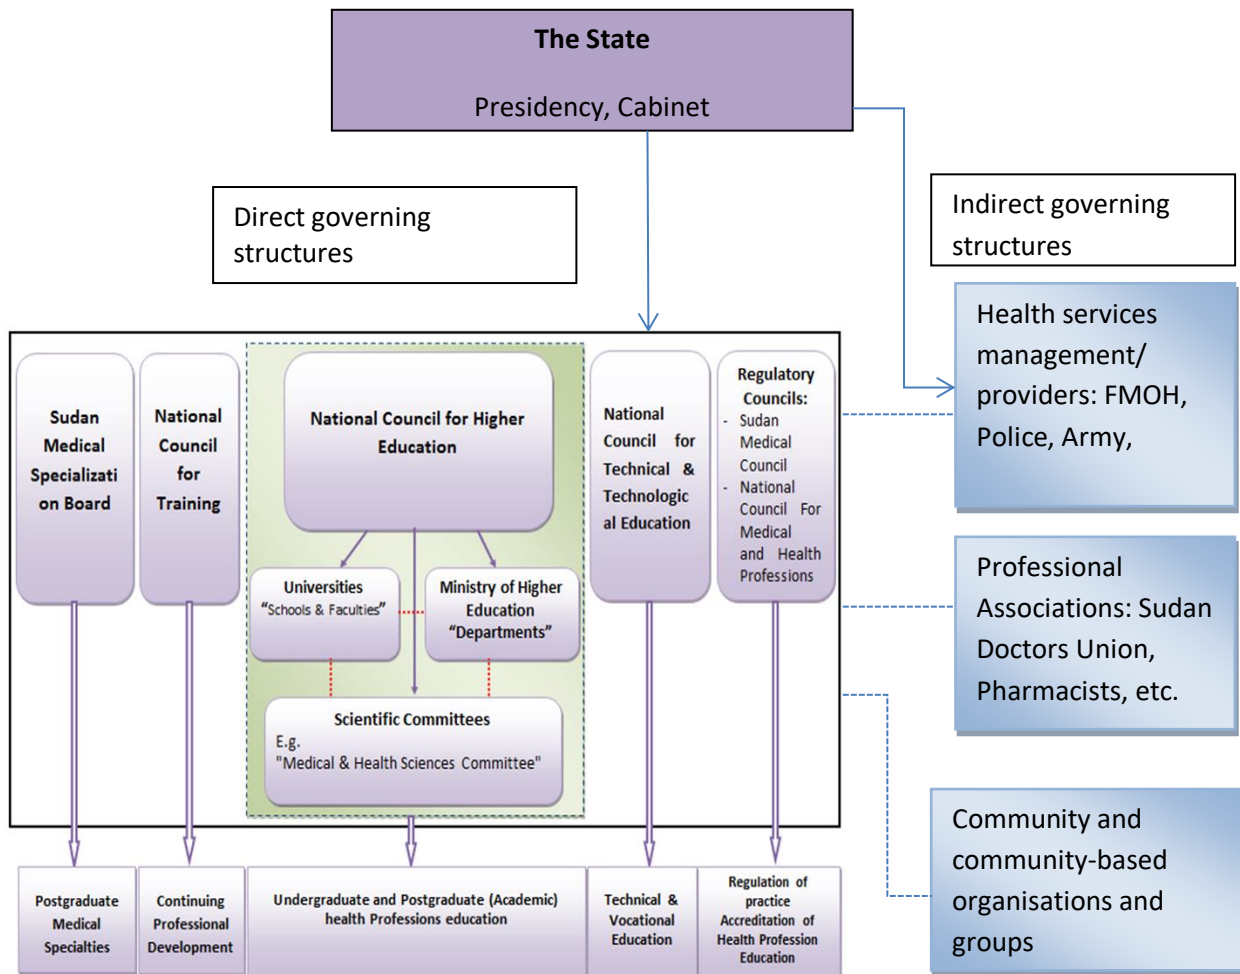 The State
Presidency, Cabinet
Direct governing
structures
Indirect governing
structures
Sudan
Medical
Specializati
on Board
National
Council
for
Training
National Council for Higher
Education
Universities
“Schools & Faculties”
Ministry of Higher
Education
“Departments”
Scientific Committees
E.g.
"Medical & Health Sciences Committee"
National
Council for
Technical &
Technologic
al Education
Regulatory
Councils:
- Sudan
Medical
Council
- National
Council For
Medical
and Health
Professions
Health services
management/
providers: FMOH,
Police, Army,
Professional
Associations: Sudan
Doctors Union,
Pharmacists, etc.
Community and
community-based
organisations and
groups
Postgraduate
Medical
Specialties
Continuing
Professional
Development
Undergraduate and Postgraduate (Academic)
health Professions education
Technical &
Vocational
Education
Regulation of
practice
Accreditation of
Health Profession
Education